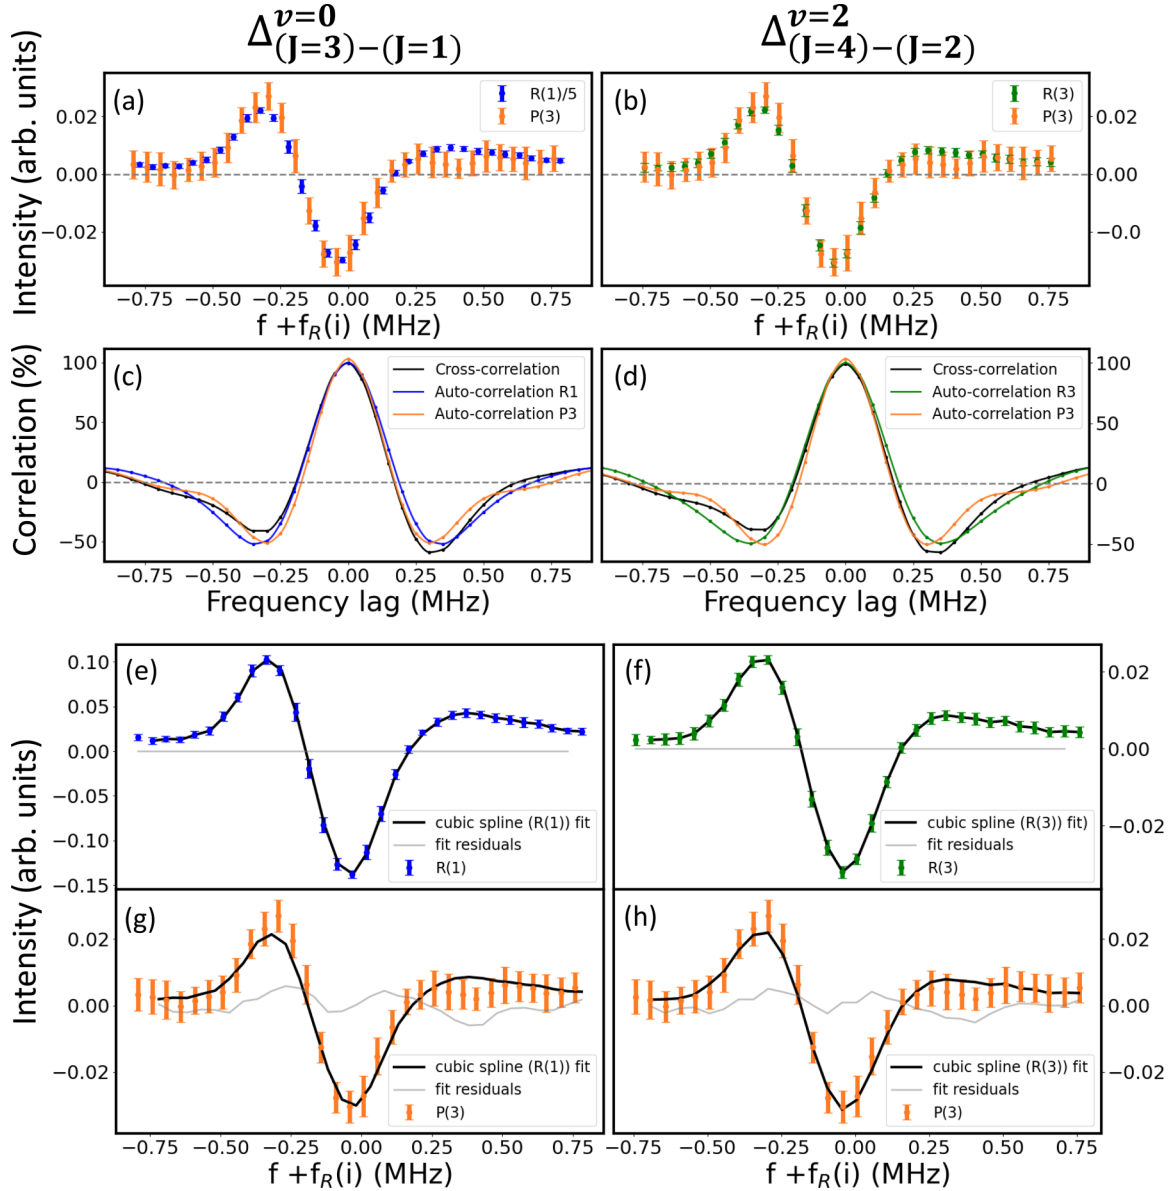 Δ^{v=0}_{(J=3)−(J=1)}
Δ^{v=2}_{(J=4)−(J=2)}
Intensity (arb. units)
(a)
R(1)/5
P(3)
0.02
0.00
−0.02
−0.75 −0.50 −0.25 0.00 0.25 0.50 0.75
f +f_R(i) (MHz)
(b)
R(3)
P(3)
0.02
0.00
−0.0
−0.75 −0.50 −0.25 0.00 0.25 0.50 0.75
f +f_R(i) (MHz)
Correlation (%)
(c)
Cross-correlation
Auto-correlation R1
Auto-correlation P3
100
50
0
−50
−0.75 −0.50 −0.25 0.00 0.25 0.50 0.75
Frequency lag (MHz)
(d)
Cross-correlation
Auto-correlation R3
Auto-correlation P3
100
50
0
−50
−0.75 −0.50 −0.25 0.00 0.25 0.50 0.75
Frequency lag (MHz)
Intensity (arb. units)
(e)
0.10
0.05
0.00
−0.05
−0.10
−0.15
cubic spline (R(1)) fit
fit residuals
R(1)
(f)
0.02
0.00
−0.02
cubic spline (R(3)) fit)
fit residuals
R(3)
(g)
0.02
0.00
−0.02
cubic spline (R(1)) fit
fit residuals
P(3)
−0.75 −0.50 −0.25 0.00 0.25 0.50 0.75
f +f_R(i) (MHz)
(h)
0.02
0.00
−0.02
cubic spline (R(3)) fit
fit residuals
P(3)
−0.75 −0.50 −0.25 0.00 0.25 0.50 0.75
f +f_R(i) (MHz)